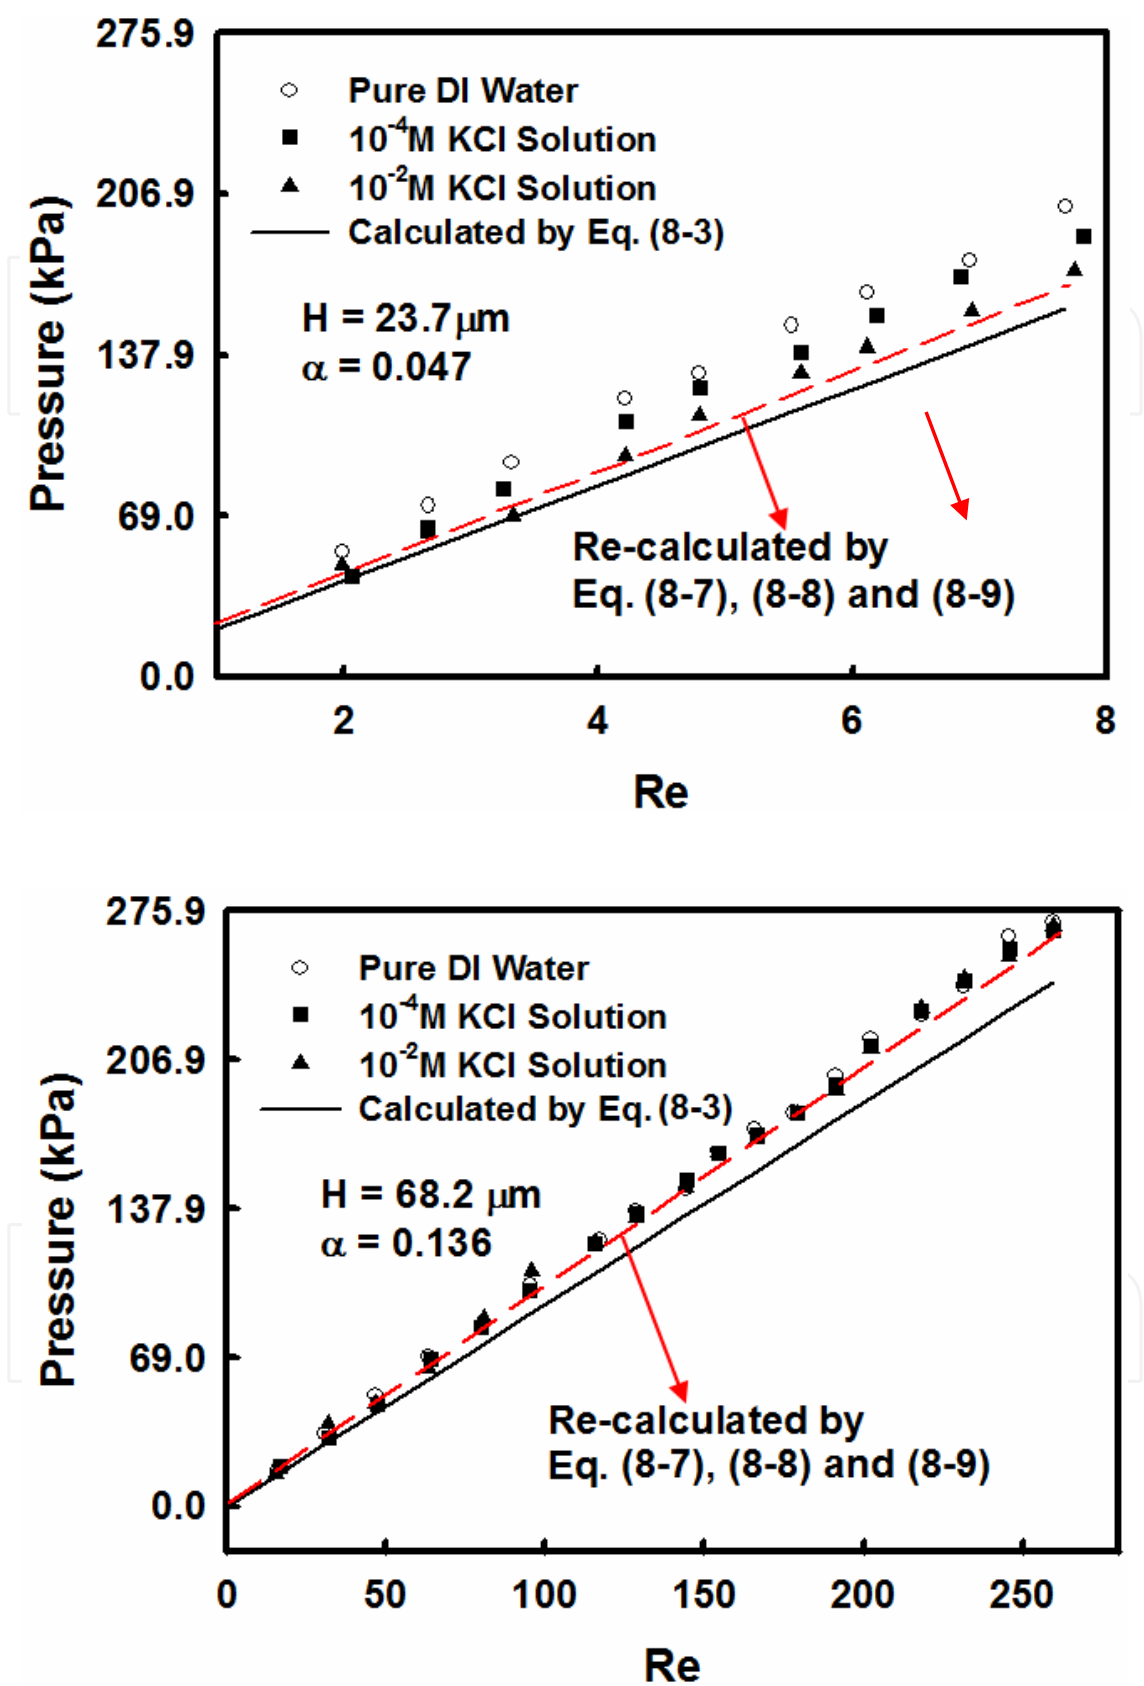 275.9
Pure DI Water
10⁻⁴M KCl Solution
206.9
10⁻²M KCl Solution
Calculated by Eq. (8-3)
Pressure (kPa)
H = 23.7μm
137.9
α = 0.047
69.0
Re-calculated by
Eq. (8-7), (8-8) and (8-9)
0.0
2 4 6 8
Re
275.9
Pure DI Water
10⁻⁴M KCl Solution
206.9
10⁻²M KCl Solution
Calculated by Eq. (8-3)
Pressure (kPa)
H = 68.2 μm
137.9
α = 0.136
69.0
Re-calculated by
Eq. (8-7), (8-8) and (8-9)
0.0
0 50 100 150 200 250
Re